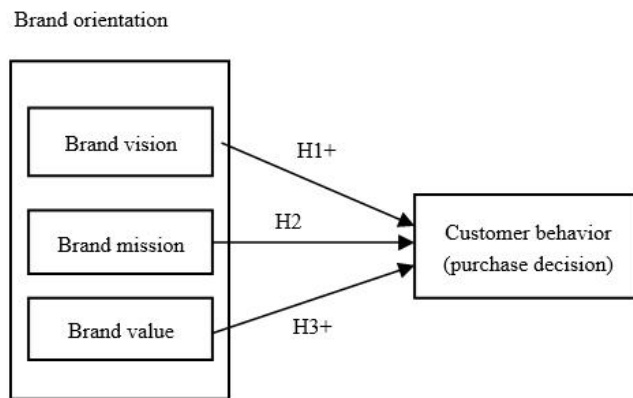 Brand orientation
Brand vision
H1+
Brand mission
H2
Customer behavior
(purchase decision)
Brand value
H3+